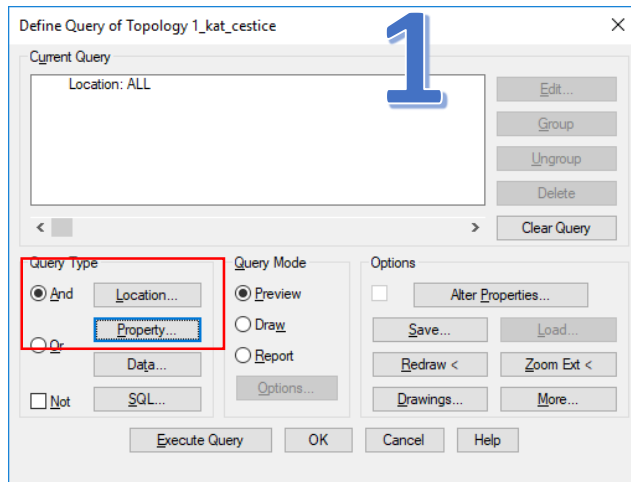 Define Query of Topology 1_kat_cestice
1
Current Query
Location: ALL
Edit...
Group
Ungroup
Delete
Clear Query
Query Type
And
Location...
Property...
Or
Data...
Not
SQL...
Query Mode
Preview
Draw
Report
Options...
Options
Alter Properties...
Save...
Load...
Redraw <
Zoom Ext <
Drawings...
More...
Execute Query
OK
Cancel
Help